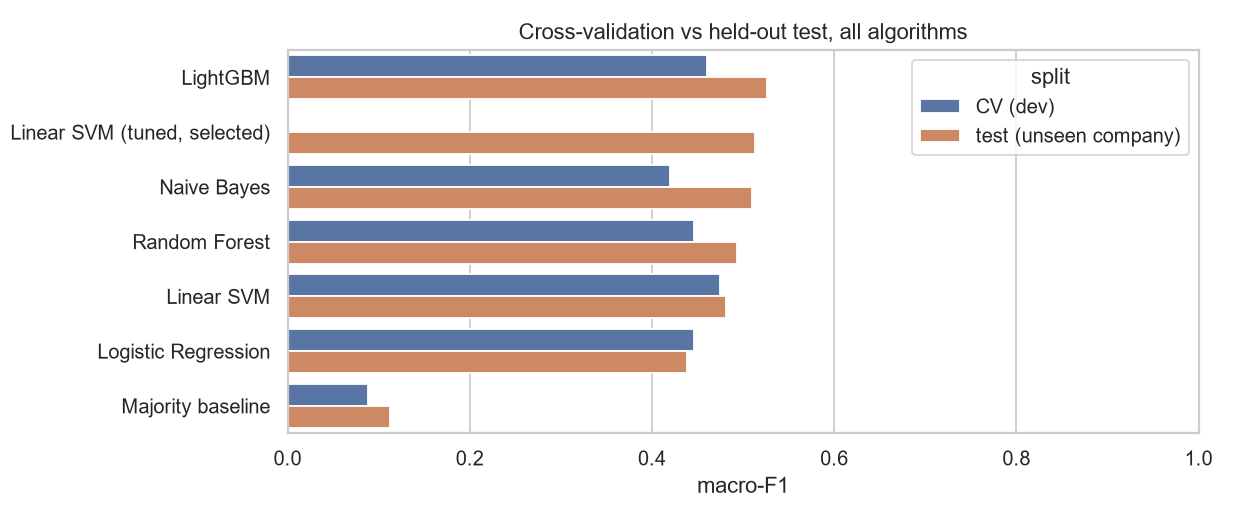 Cross-validation vs held-out test, all algorithms
LightGBM
Linear SVM (tuned, selected)
Naive Bayes
Random Forest
Linear SVM
Logistic Regression
Majority baseline
split
CV (dev)
test (unseen company)
0.0 0.2 0.4 0.6 0.8 1.0
macro-F1